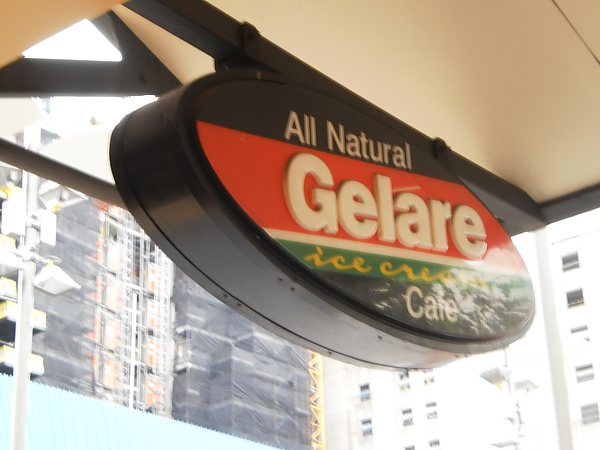 All Natural
Gelare
ice cream
Cafe